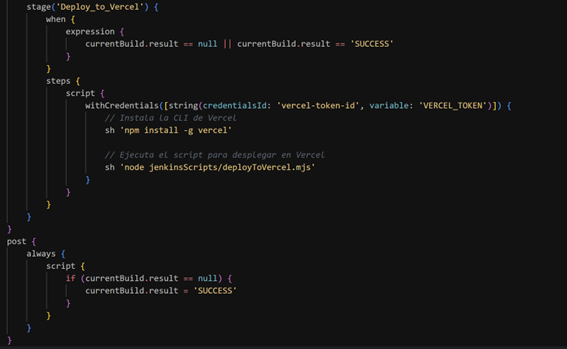 stage('Deploy_to_Vercel') {
when {
expression {
currentBuild.result == null || currentBuild.result == 'SUCCESS'
}
}
steps {
script {
withCredentials([string(credentialsId: 'vercel-token-id', variable: 'VERCEL_TOKEN')]) {
// Instala la CLI de Vercel
sh 'npm install -g vercel'
// Ejecuta el script para desplegar en Vercel
sh 'node jenkinsScripts/deployToVercel.mjs'
}
}
}
}
}
post {
always {
script {
if (currentBuild.result == null) {
currentBuild.result = 'SUCCESS'
}
}
}
}